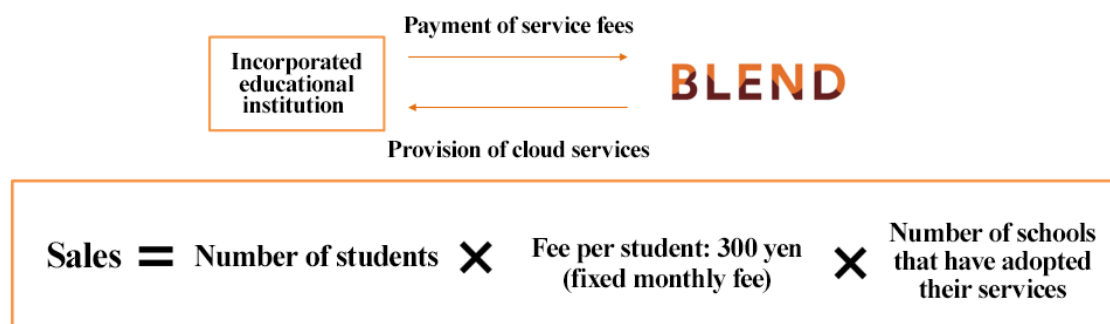 Payment of service fees
Incorporated
educational
institution
BLEND
Provision of cloud services
Sales = Number of students × Fee per student: 300 yen
(fixed monthly fee)
× Number of schools
that have adopted
their services